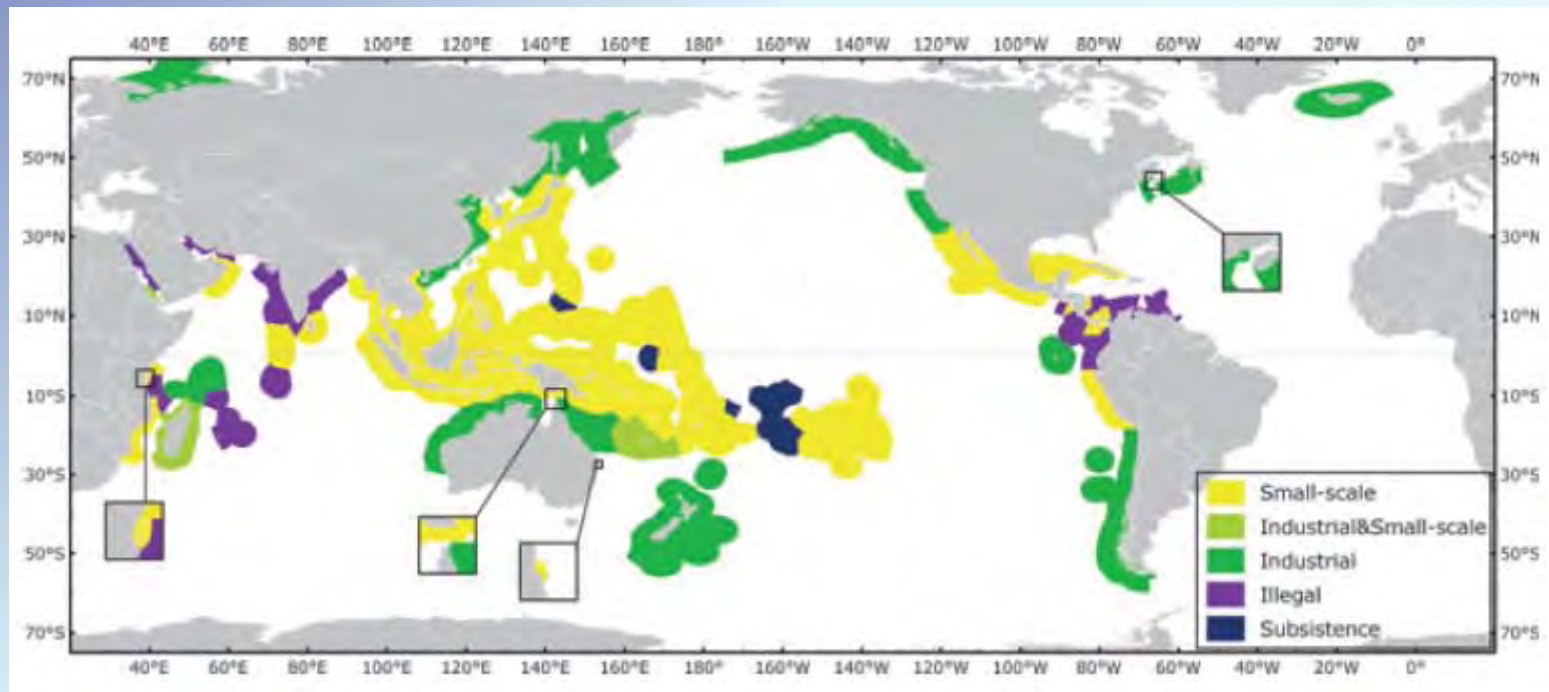 40°E 60°E 80°E 100°E 120°E 140°E 160°E 180° 160°W 140°W 120°W 100°W 80°W 60°W 40°W 20°W 0°
70°N 70°N
50°N 50°N
30°N 30°N
10°N 10°N
10°S 10°S
30°S 30°S
Small-scale
Industrial&Small-scale
50°S 50°S
Industrial
Illegal
Subsistence
70°S 70°S
40°E 60°E 80°E 100°E 120°E 140°E 160°E 180° 160°W 140°W 120°W 100°W 80°W 60°W 40°W 20°W 0°